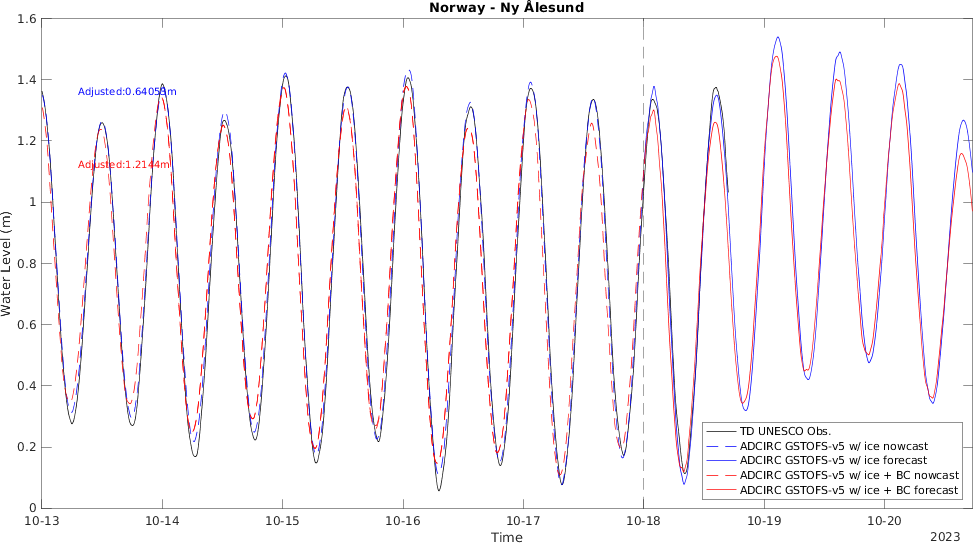 Norway - Ny Ålesund
1.6
1.4
1.2
1
0.8
0.6
0.4
0.2
0
Water Level (m)
Adjusted:0.64059m
Adjusted:1.2144m
TD UNESCO Obs.
ADCIRC GSTOFS-v5 w/ ice nowcast
ADCIRC GSTOFS-v5 w/ ice forecast
ADCIRC GSTOFS-v5 w/ ice + BC nowcast
ADCIRC GSTOFS-v5 w/ ice + BC forecast
10-13 10-14 10-15 10-16 10-17 10-18 10-19 10-20
Time
2023